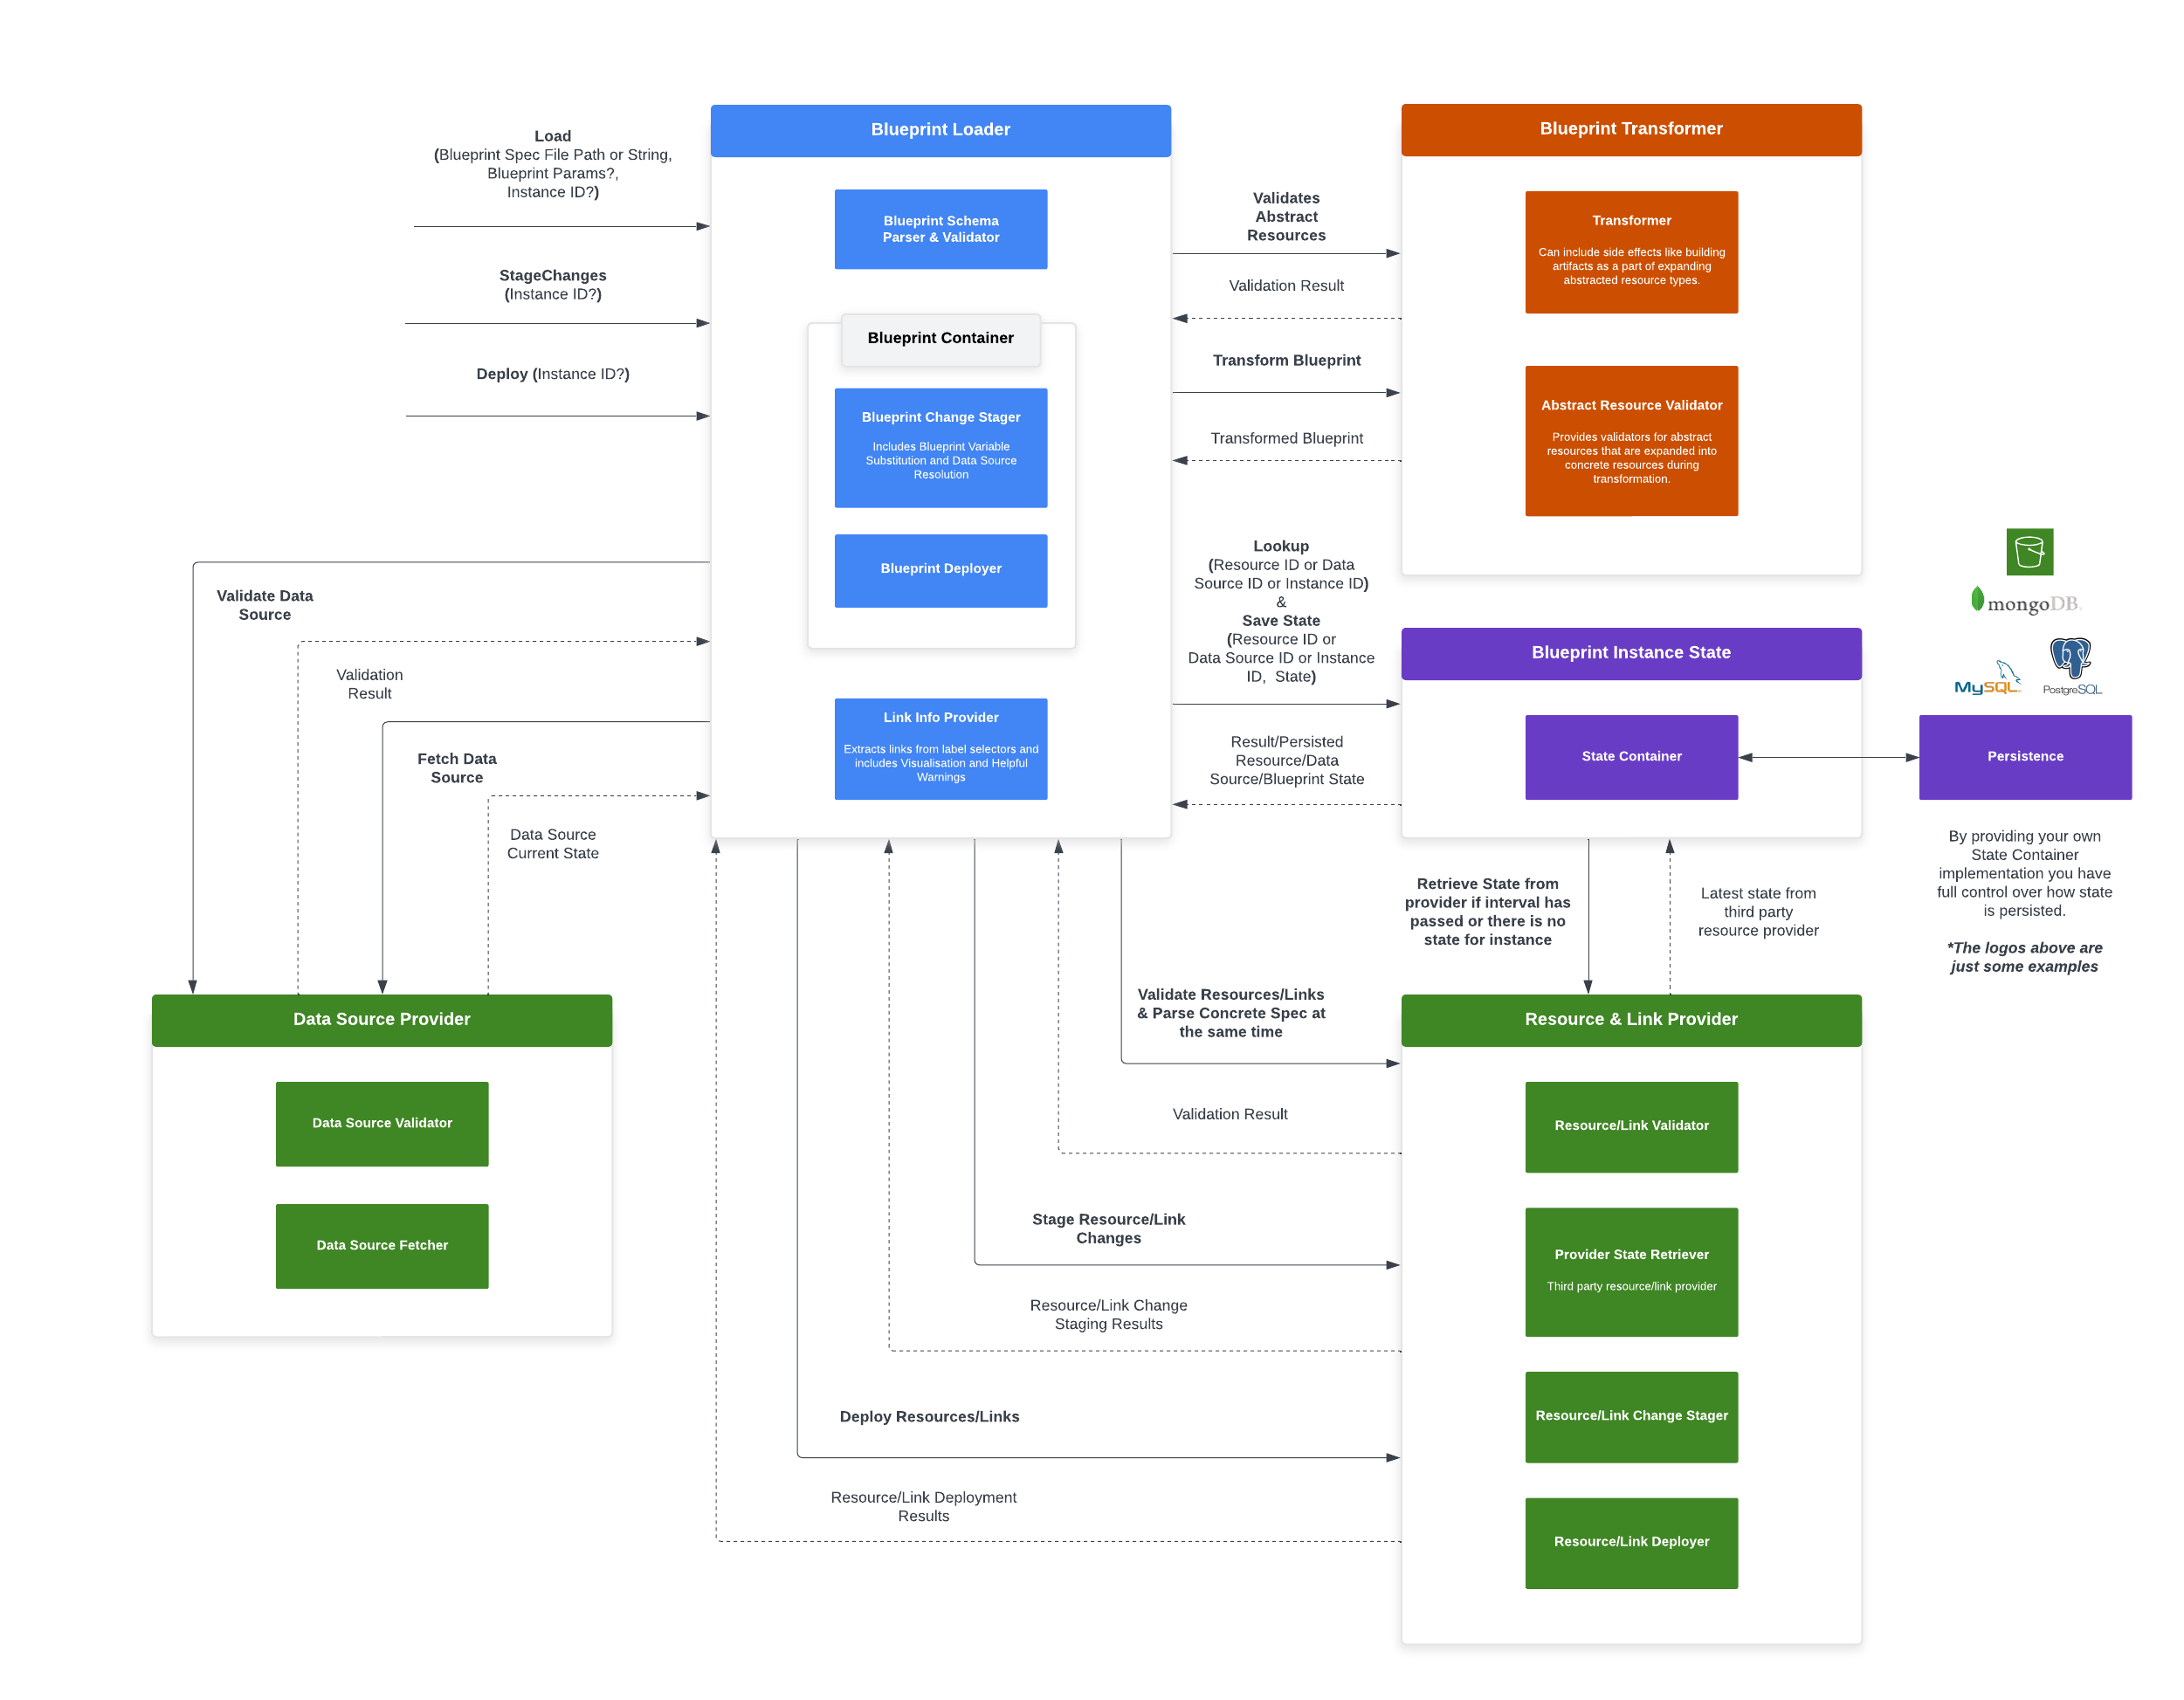 Load
(Blueprint Spec File Path or String,
Blueprint Params?,
Instance ID?)
StageChanges
(Instance ID?)
Deploy (Instance ID?)
Blueprint Loader
Blueprint Schema
Parser & Validator
Blueprint Container
Blueprint Change Stager
Includes Blueprint Variable
Substitution and Data Source
Resolution
Blueprint Deployer
Link Info Provider
Extracts links from label selectors and
includes Visualisation and Helpful
Warnings
Validates
Abstract
Resources
Validation Result
Transform Blueprint
Transformed Blueprint
Blueprint Transformer
Transformer
Can include side effects like building
artifacts as a part of expanding
abstracted resource types.
Abstract Resource Validator
Provides validators for abstract
resources that are expanded into
concrete resources during
transformation.
Lookup
(Resource ID or Data
Source ID or Instance ID)
&
Save State
(Resource ID or
Data Source ID or Instance
ID, State)
Result/Persisted
Resource/Data
Source/Blueprint State
Blueprint Instance State
State Container
mongoDB
MySQL
PostgreSQL
Persistence
By providing your own
State Container
implementation you have
full control over how state
is persisted.
*The logos above are
just some examples
Validate Data
Source
Validation
Result
Fetch Data
Source
Data Source
Current State
Data Source Provider
Data Source Validator
Data Source Fetcher
Retrieve State from
provider if interval has
passed or there is no
state for instance
Latest state from
third party
resource provider
Validate Resources/Links
& Parse Concrete Spec at
the same time
Validation Result
Stage Resource/Link
Changes
Resource/Link Change
Staging Results
Deploy Resources/Links
Resource/Link Deployment
Results
Resource & Link Provider
Resource/Link Validator
Provider State Retriever
Third party resource/link provider
Resource/Link Change Stager
Resource/Link Deployer